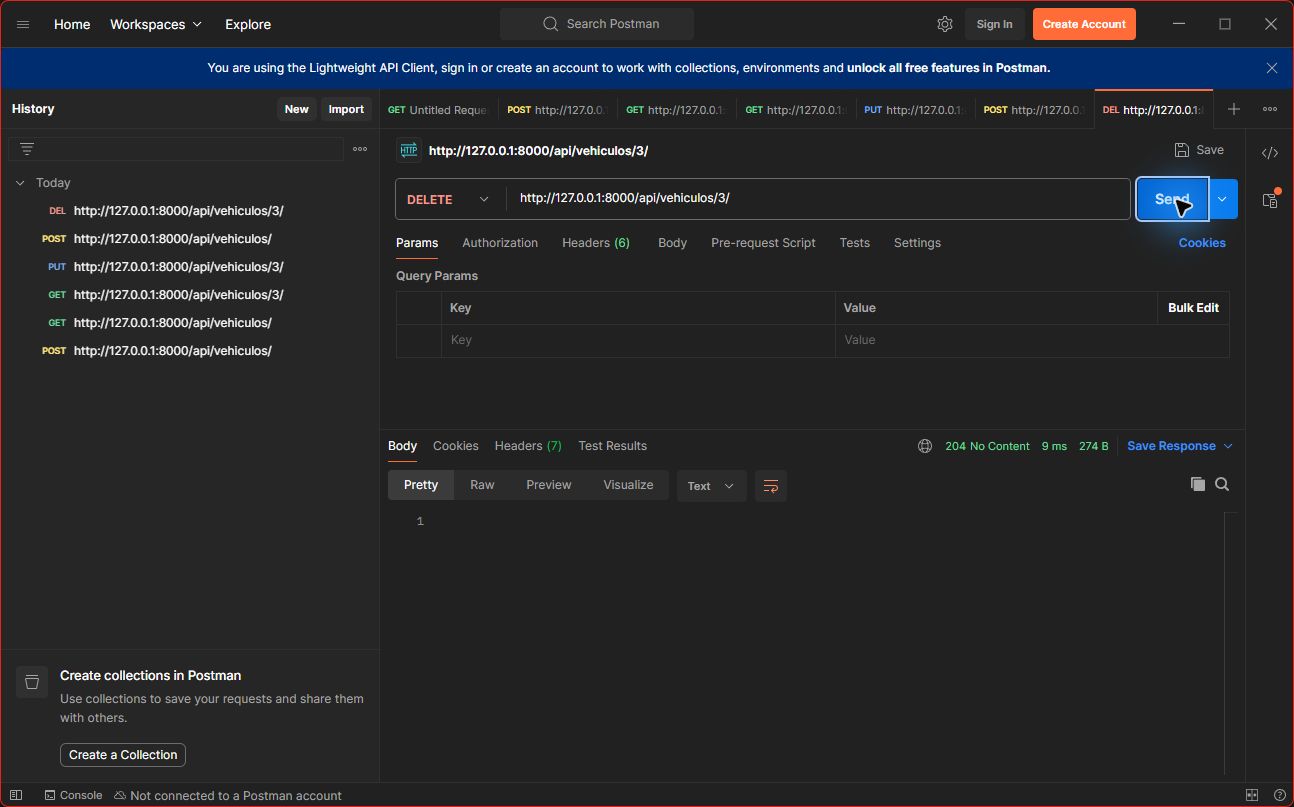 Home Workspaces Explore Search Postman Sign In Create Account
You are using the Lightweight API Client, sign in or create an account to work with collections, environments and unlock all free features in Postman.
History New Import
GET Untitled Reque POST http://127.0.0.1 GET http://127.0.0.1: GET http://127.0.0.1: PUT http://127.0.0.1: POST http://127.0.0.1 DEL http://127.0.0.1:
HTTP http://127.0.0.1:8000/api/vehiculos/3/ Save
Today
DEL http://127.0.0.1:8000/api/vehiculos/3/
POST http://127.0.0.1:8000/api/vehiculos/
PUT http://127.0.0.1:8000/api/vehiculos/3/
GET http://127.0.0.1:8000/api/vehiculos/3/
GET http://127.0.0.1:8000/api/vehiculos/
POST http://127.0.0.1:8000/api/vehiculos/
DELETE http://127.0.0.1:8000/api/vehiculos/3/ Send
Params Authorization Headers (6) Body Pre-request Script Tests Settings Cookies
Query Params
Key Value Bulk Edit
Key Value
Body Cookies Headers (7) Test Results 204 No Content 9 ms 274 B Save Response
Pretty Raw Preview Visualize Text
1
Create collections in Postman
Use collections to save your requests and share them
with others.
Create a Collection
Console Not connected to a Postman account